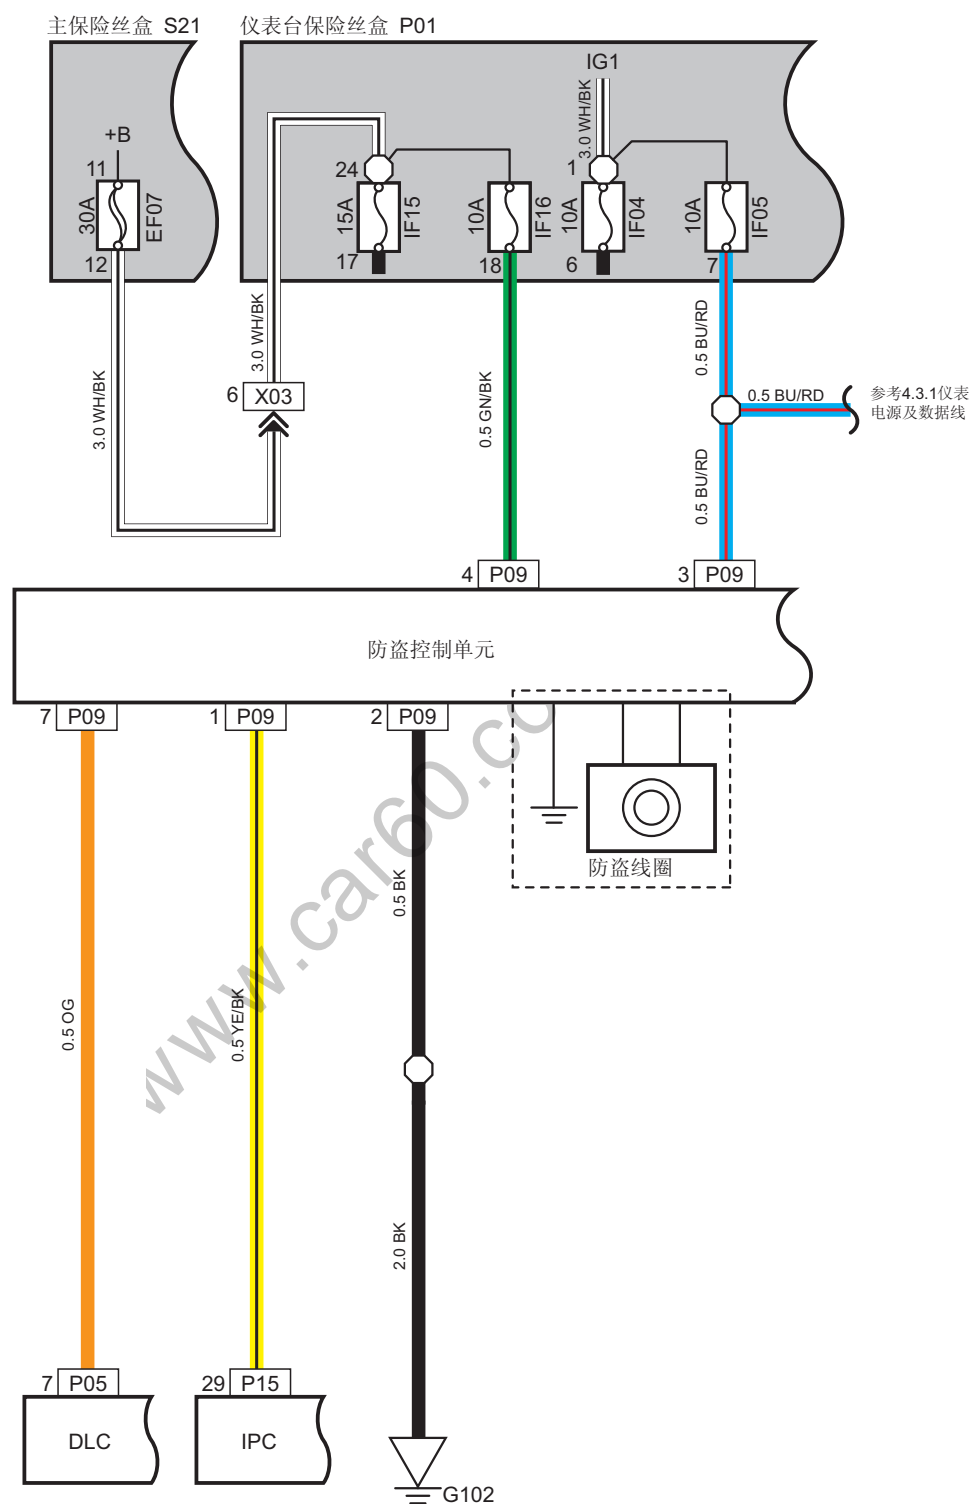 主保险丝盒 S21
仪表台保险丝盒 P01
IG1
+B
3.0 WH/BK
11
24
1
30A
EF07
15A
IF15
10A
IF16
10A
IF04
10A
IF05
12
17
18
6
7
3.0 WH/BK
0.5 BU/RD
3.0 WH/BK
6 X03
0.5 GN/BK
0.5 BU/RD
参考4.3.1仪表
电源及数据线
0.5 BU/RD
4 P09
3 P09
防盗控制单元
7 P09
1 P09
2 P09
防盗线圈
0.5 BK
www.car60.co
0.5 OG
0.5 YE/BK
2.0 BK
7 P05
29 P15
DLC
IPC
G102